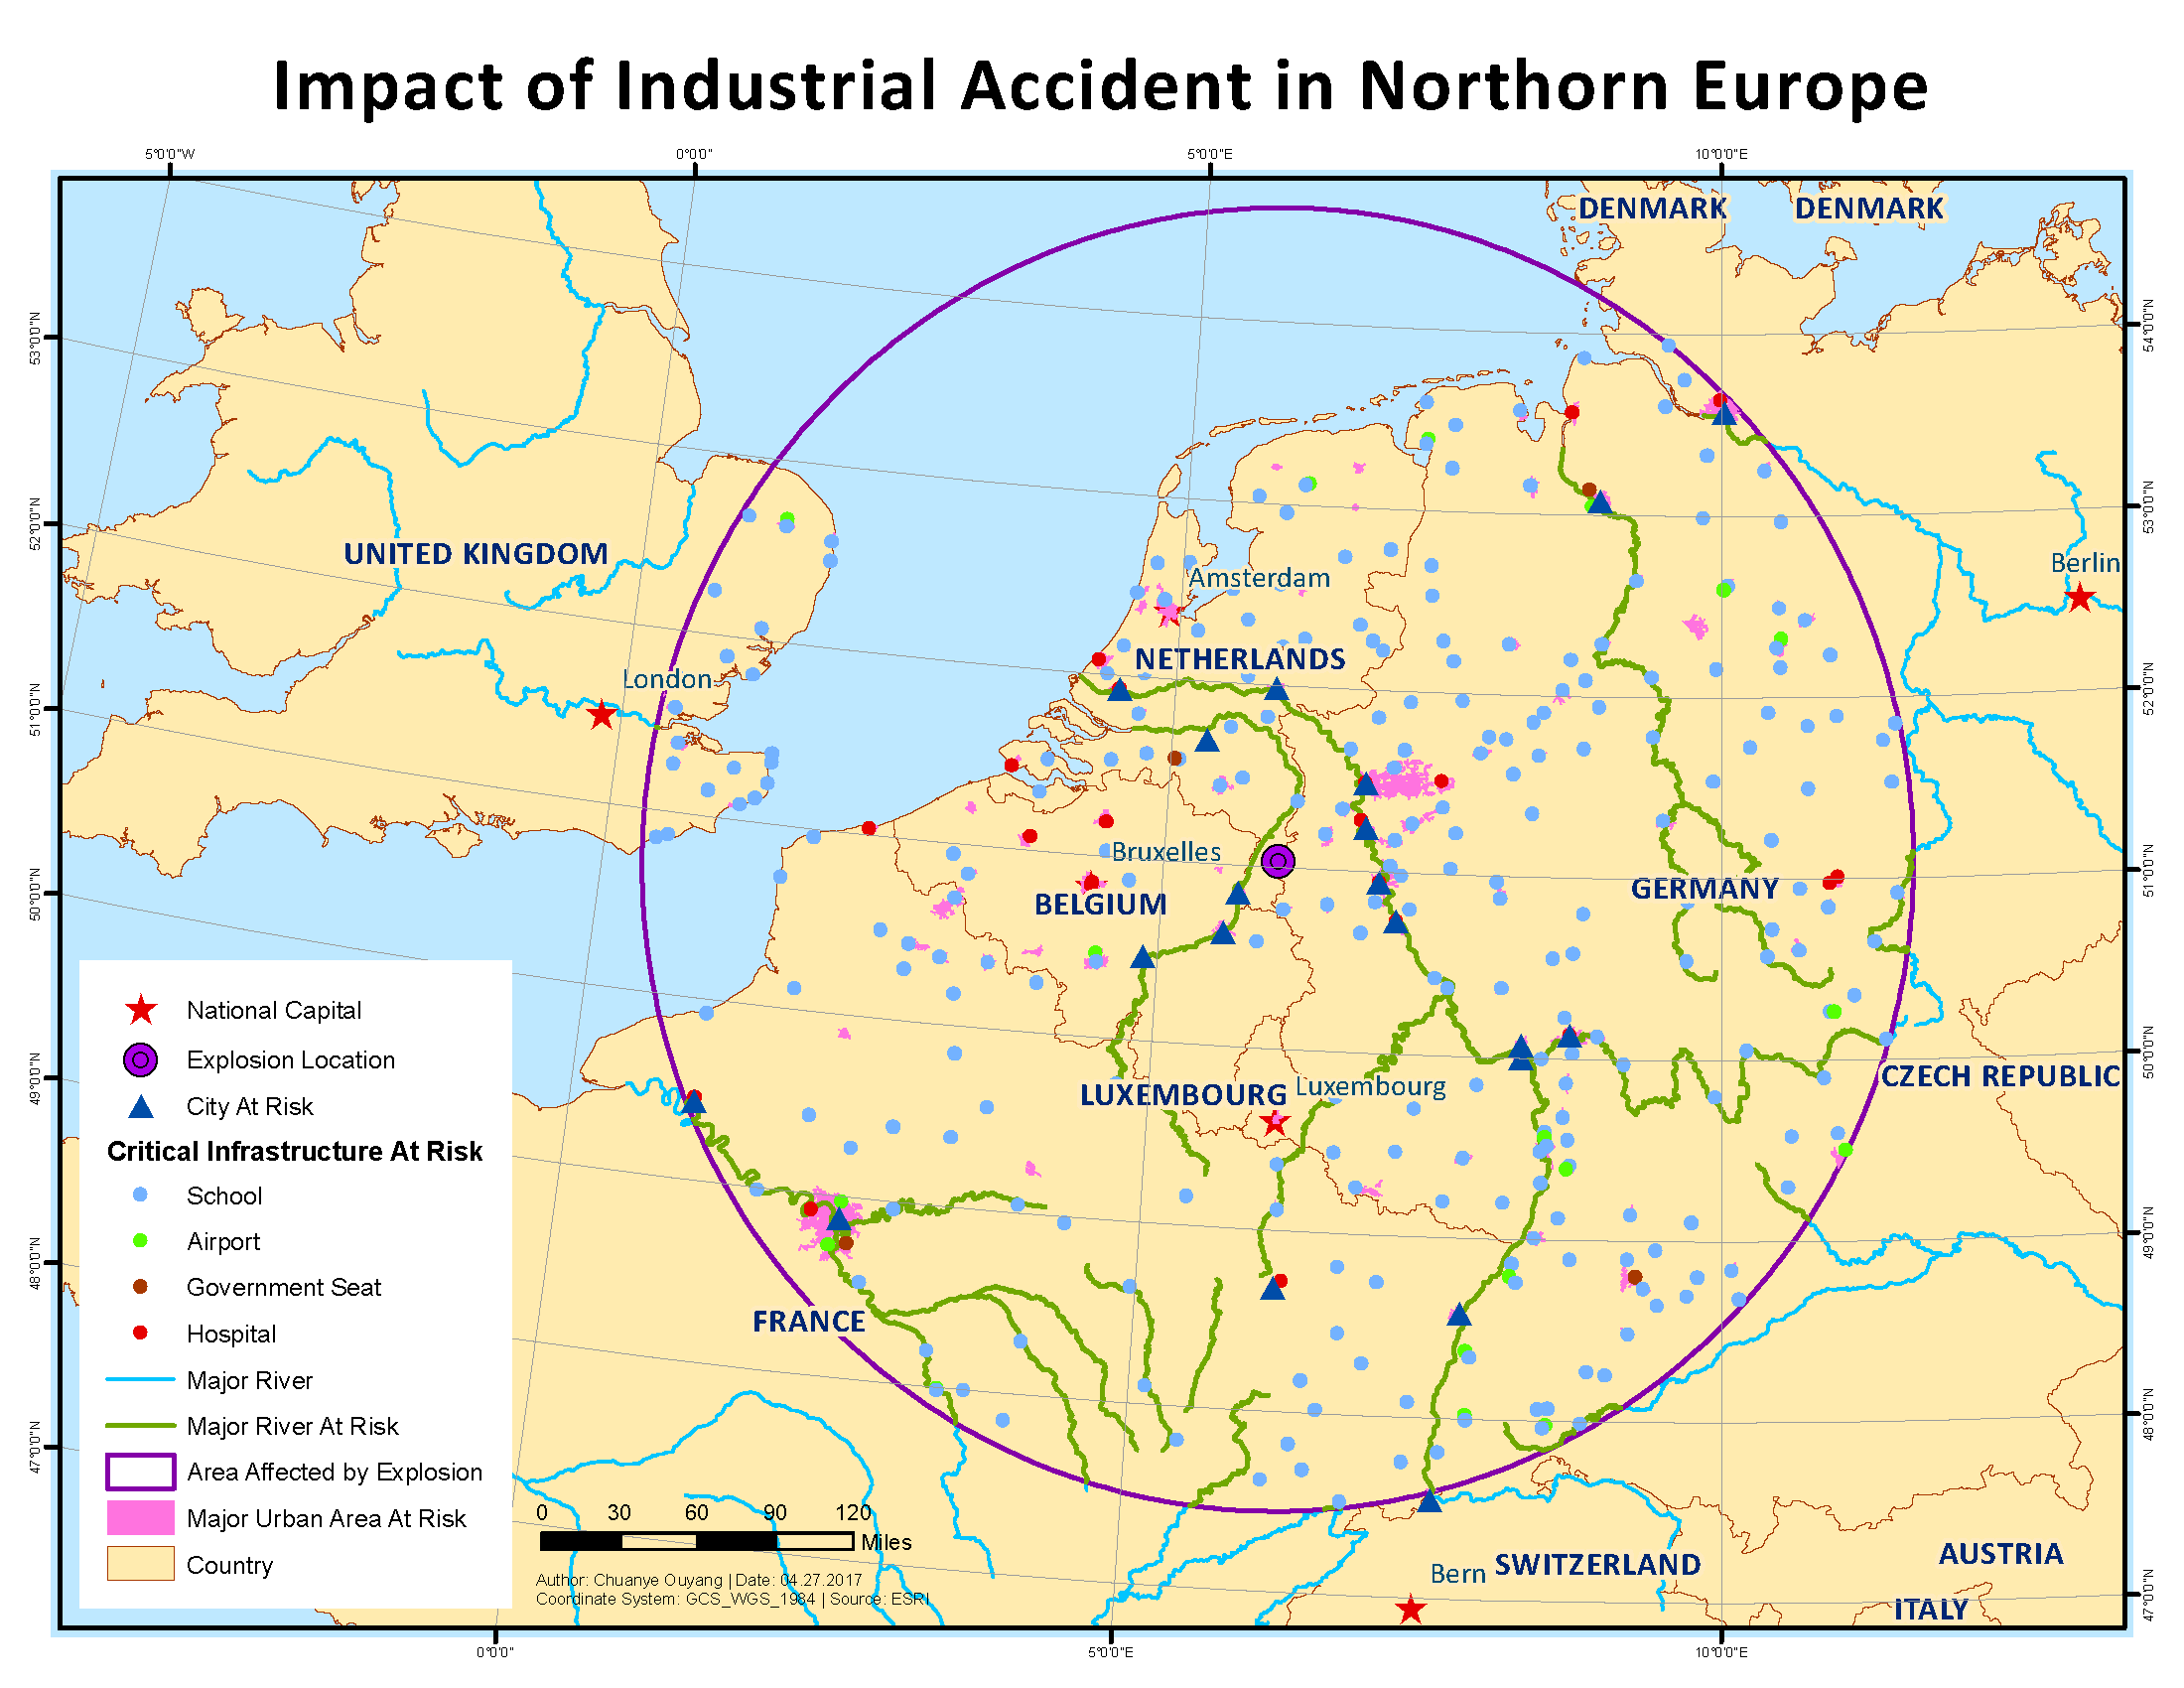 Impact of Industrial Accident in Northorn Europe
5°0'0"W
0°0'0"
5°0'0"E
10°0'0"E
DENMARK
DENMARK
53°0'0"N
54°0'0"N
52°0'0"N
53°0'0"N
UNITED KINGDOM
Amsterdam
Berlin
London
NETHERLANDS
51°0'0"N
52°0'0"N
50°0'0"N
51°0'0"N
Bruxelles
BELGIUM
GERMANY
49°0'0"N
50°0'0"N
LUXEMBOURG
Luxembourg
CZECH REPUBLIC
48°0'0"N
49°0'0"N
FRANCE
47°0'0"N
48°0'0"N
47°0'0"N
Bern
SWITZERLAND
AUSTRIA
ITALY
National Capital
Explosion Location
City At Risk
Critical Infrastructure At Risk
School
Airport
Government Seat
Hospital
Major River
Major River At Risk
Area Affected by Explosion
Major Urban Area At Risk
Country
0 30 60 90 120
Miles
Author: Chuanye Ouyang | Date: 04.27.2017
Coordinate System: GCS_WGS_1984 | Source: ESRI
0°0'0"
5°0'0"E
10°0'0"E